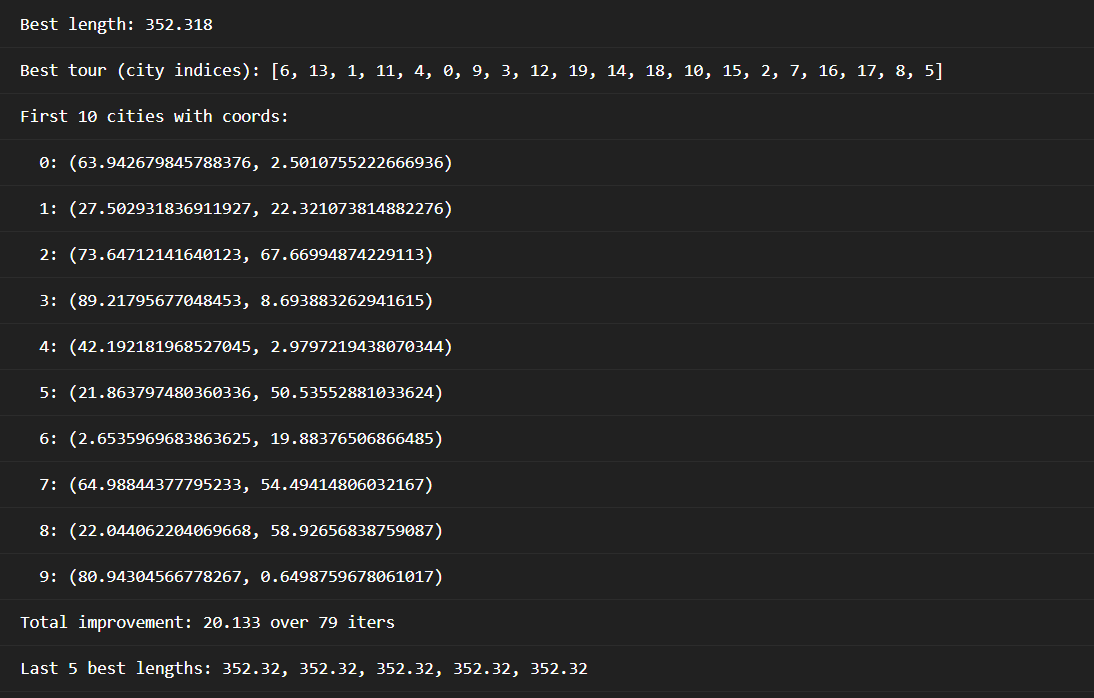 Best length: 352.318
Best tour (city indices): [6, 13, 1, 11, 4, 0, 9, 3, 12, 19, 14, 18, 10, 15, 2, 7, 16, 17, 8, 5]
First 10 cities with coords:
0: (63.942679845788376, 2.5010755222666936)
1: (27.502931836911927, 22.321073814882276)
2: (73.64712141640123, 67.66994874229113)
3: (89.21795677048453, 8.693883262941615)
4: (42.192181968527045, 2.9797219438070344)
5: (21.863797480360336, 50.53552881033624)
6: (2.6535969683863625, 19.88376506866485)
7: (64.98844377795233, 54.49414806032167)
8: (22.044062204069668, 58.92656838759087)
9: (80.94304566778267, 0.6498759678061017)
Total improvement: 20.133 over 79 iters
Last 5 best lengths: 352.32, 352.32, 352.32, 352.32, 352.32